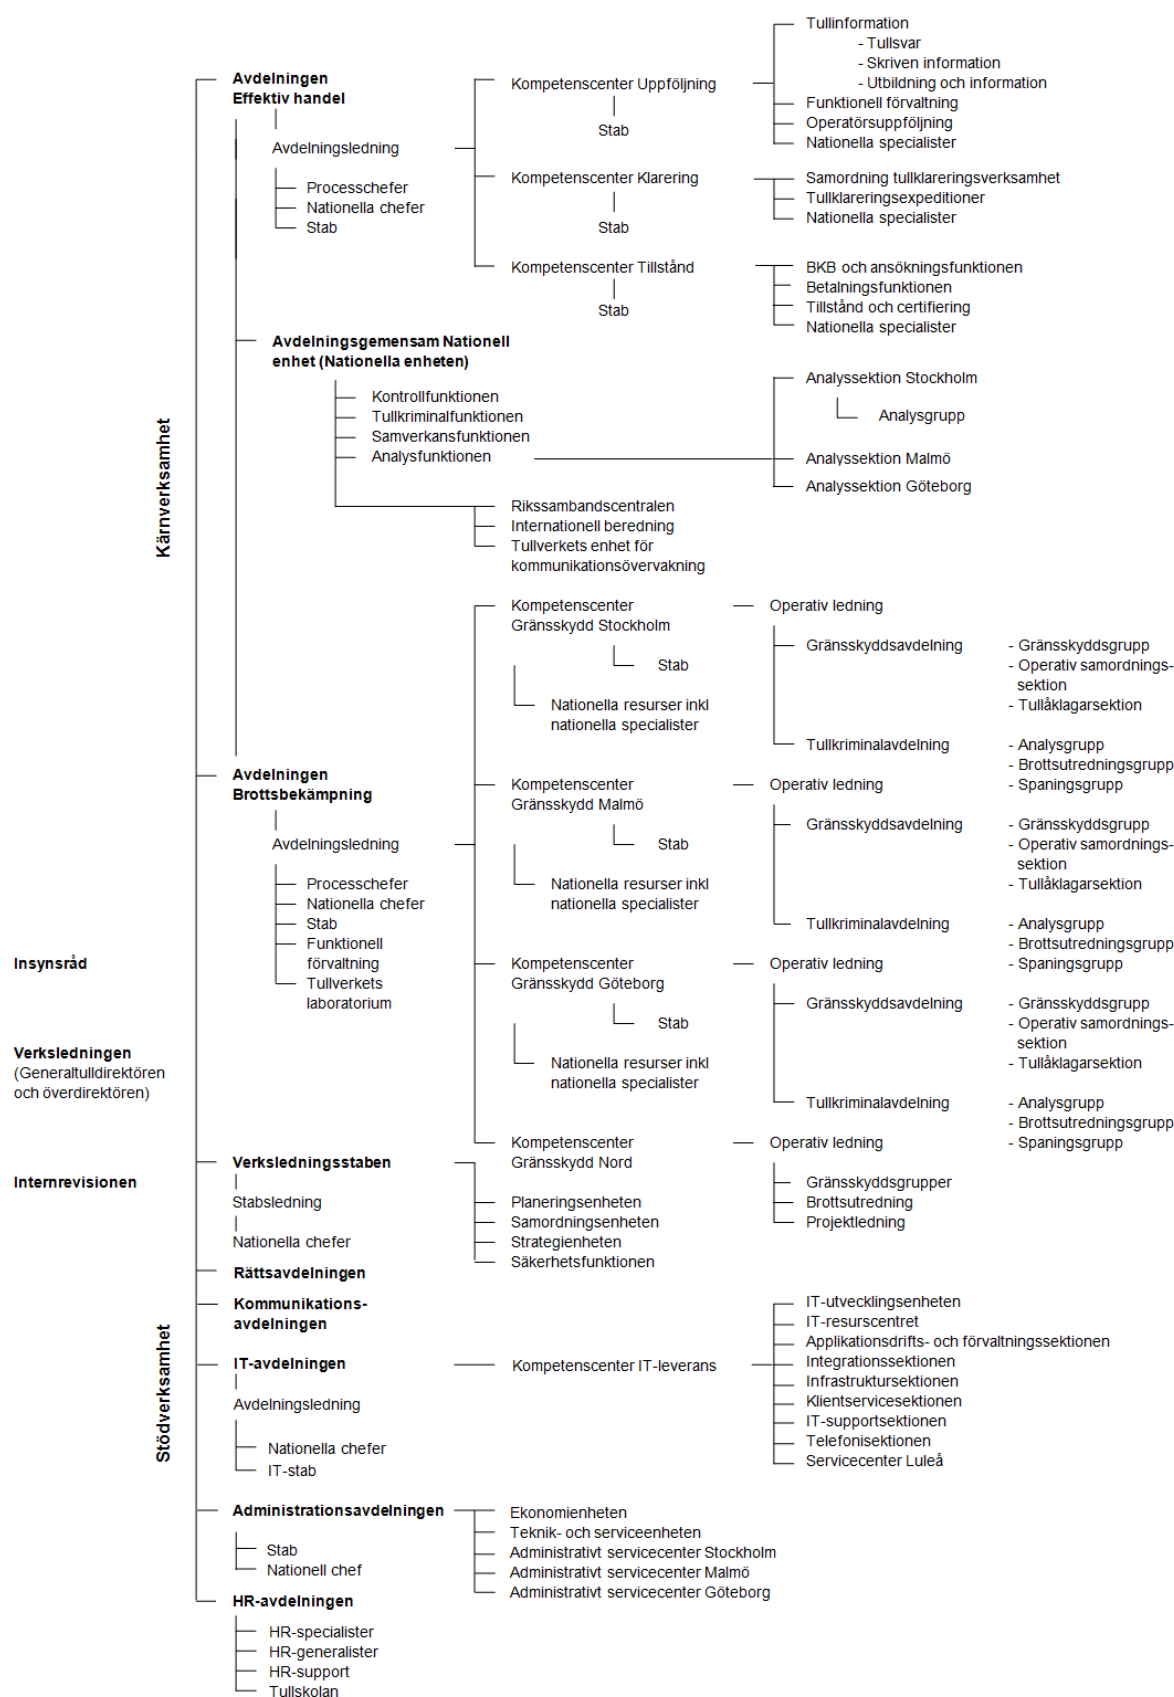 Kärnverksamhet
Stödverksamhet
Insynsråd
Verksledningen
(Generaltulldirektören
och överdirektören)
Internrevisionen
Avdelningen
Effektiv handel
Avdelningsledning
Processchefer
Nationella chefer
Stab
Kompetenscenter Uppföljning
Stab
Tullinformation
- Tullsvar
- Skriven information
- Utbildning och information
Funktionell förvaltning
Operatörsuppföljning
Nationella specialister
Kompetenscenter Klarering
Stab
Samordning tullklareringsverksamhet
Tullklareringsexpeditioner
Nationella specialister
Kompetenscenter Tillstånd
Stab
BKB och ansökningsfunktionen
Betalningsfunktionen
Tillstånd och certifiering
Nationella specialister
Avdelningsgemensam Nationell
enhet (Nationella enheten)
Kontrollfunktionen
Tullkriminalfunktionen
Samverkansfunktionen
Analysfunktionen
Analyssektion Stockholm
Analysgrupp
Analyssektion Malmö
Analyssektion Göteborg
Rikssambandscentralen
Internationell beredning
Tullverkets enhet för
kommunikationsövervakning
Avdelningen
Brottsbekämpning
Avdelningsledning
Processchefer
Nationella chefer
Stab
Funktionell
förvaltning
Tullverkets
laboratorium
Kompetenscenter
Gränsskydd Stockholm
Stab
Nationella resurser inkl
nationella specialister
Operativ ledning
Gränsskyddsavdelning
- Gränsskyddsgrupp
- Operativ samordnings-
sektion
- Tullåklagarsektion
Tullkriminalavdelning
- Analysgrupp
- Brottsutredningsgrupp
- Spaningsgrupp
Kompetenscenter
Gränsskydd Malmö
Stab
Nationella resurser inkl
nationella specialister
Operativ ledning
Gränsskyddsavdelning
- Gränsskyddsgrupp
- Operativ samordnings-
sektion
- Tullåklagarsektion
Tullkriminalavdelning
- Analysgrupp
- Brottsutredningsgrupp
- Spaningsgrupp
Kompetenscenter
Gränsskydd Göteborg
Stab
Nationella resurser inkl
nationella specialister
Operativ ledning
Gränsskyddsavdelning
- Gränsskyddsgrupp
- Operativ samordnings-
sektion
- Tullåklagarsektion
Tullkriminalavdelning
- Analysgrupp
- Brottsutredningsgrupp
- Spaningsgrupp
Kompetenscenter
Gränsskydd Nord
Operativ ledning
Gränsskyddsgrupper
Brottsutredning
Projektledning
Verksledningsstaben
Stabsledning
Nationella chefer
Planeringsenheten
Samordningsenheten
Strategienheten
Säkerhetsfunktionen
Rättsavdelningen
Kommunikations-
avdelningen
IT-avdelningen
Avdelningsledning
Nationella chefer
IT-stab
Kompetenscenter IT-leverans
IT-utvecklingsenheten
IT-resurscentret
Applikationsdrifts- och förvaltningssektionen
Integrationssektionen
Infrastruktursektionen
Klientservicesektionen
IT-supportsektionen
Telefonisektionen
Servicecenter Luleå
Administrationsavdelningen
Stab
Nationell chef
Ekonomienheten
Teknik- och serviceenheten
Administrativt servicecenter Stockholm
Administrativt servicecenter Malmö
Administrativt servicecenter Göteborg
HR-avdelningen
HR-specialister
HR-generalister
HR-support
Tullskolan